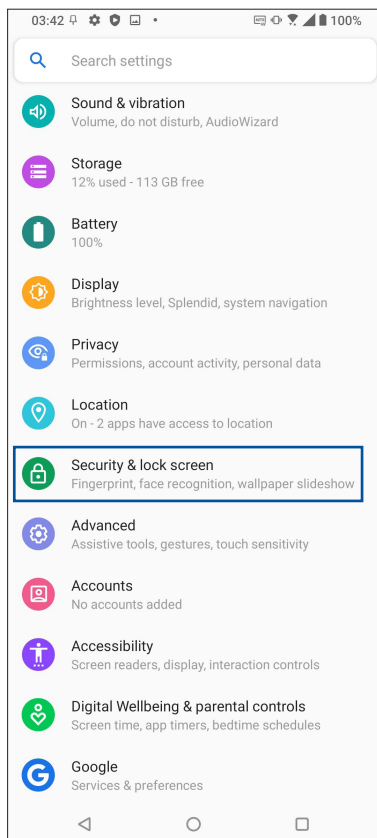 03:42
100%
Search settings
Sound & vibration
Volume, do not disturb, AudioWizard
Storage
12% used - 113 GB free
Battery
100%
Display
Brightness level, Splendid, system navigation
Privacy
Permissions, account activity, personal data
Location
On - 2 apps have access to location
Security & lock screen
Fingerprint, face recognition, wallpaper slideshow
Advanced
Assistive tools, gestures, touch sensitivity
Accounts
No accounts added
Accessibility
Screen readers, display, interaction controls
Digital Wellbeing & parental controls
Screen time, app timers, bedtime schedules
G
Google
Services & preferences